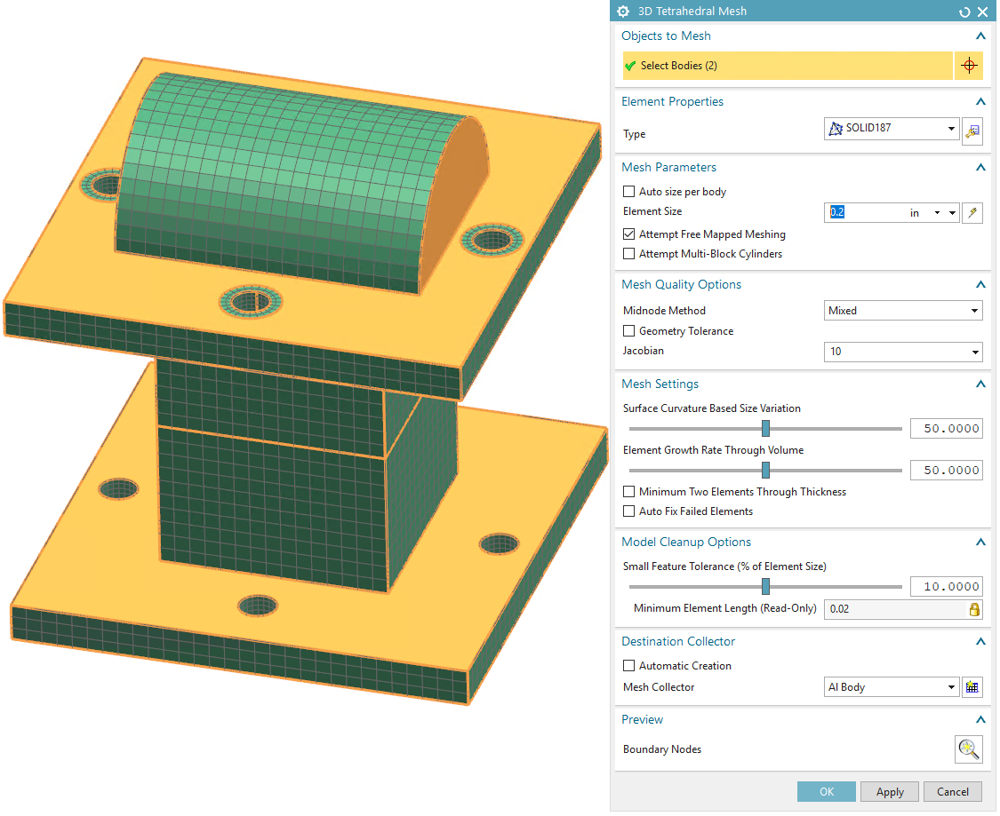 3D Tetrahedral Mesh
Objects to Mesh
Select Bodies (2)
Element Properties
Type SOLID187
Mesh Parameters
Auto size per body
Element Size 0.2 in
Attempt Free Mapped Meshing
Attempt Multi-Block Cylinders
Mesh Quality Options
Midnode Method Mixed
Geometry Tolerance
Jacobian 10
Mesh Settings
Surface Curvature Based Size Variation
50.0000
Element Growth Rate Through Volume
50.0000
Minimum Two Elements Through Thickness
Auto Fix Failed Elements
Model Cleanup Options
Small Feature Tolerance (% of Element Size)
10.0000
Minimum Element Length (Read-Only) 0.02
Destination Collector
Automatic Creation
Mesh Collector Al Body
Preview
Boundary Nodes
OK Apply Cancel